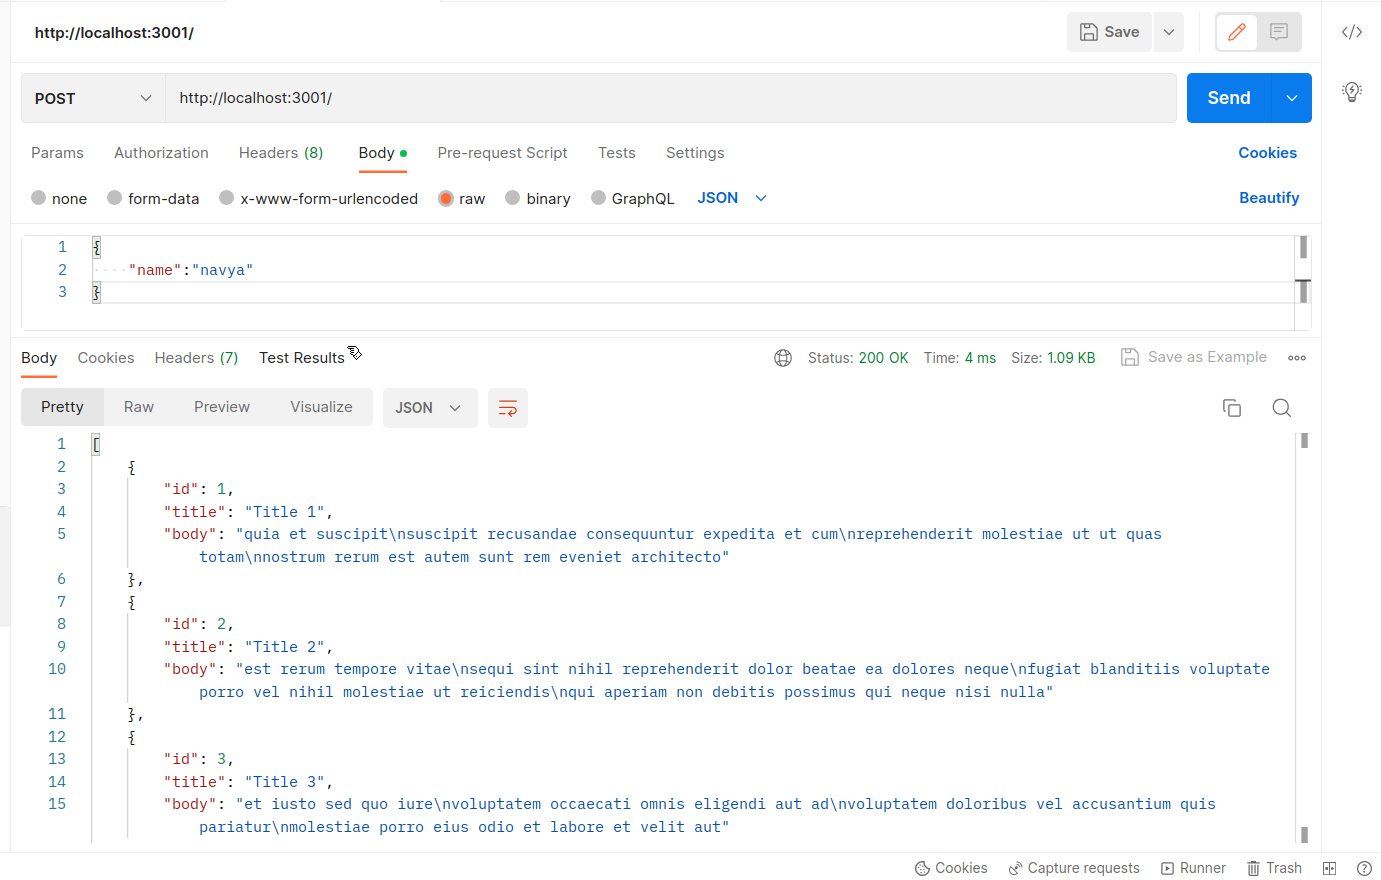 http://localhost:3001/
Save
POST
http://localhost:3001/
Send
Params Authorization Headers (8) Body Pre-request Script Tests Settings Cookies
none form-data x-www-form-urlencoded raw binary GraphQL JSON Beautify
1 {
2 "name":"navya"
3 }
Body Cookies Headers (7) Test Results Status: 200 OK Time: 4 ms Size: 1.09 KB Save as Example
Pretty Raw Preview Visualize JSON
1 [
2 {
3 "id": 1,
4 "title": "Title 1",
5 "body": "quia et suscipit\nsuscipit recusandae consequuntur expedita et cum\nreprehenderit molestiae ut ut quas
totam\nnostrum rerum est autem sunt rem eveniet architecto"
6 },
7 {
8 "id": 2,
9 "title": "Title 2",
10 "body": "est rerum tempore vitae\nsequi sint nihil reprehenderit dolor beatae ea dolores neque\nfugiat blanditiis voluptate
porro vel nihil molestiae ut reiciendis\nqui aperiam non debitis possimus qui neque nisi nulla"
11 },
12 {
13 "id": 3,
14 "title": "Title 3",
15 "body": "et iusto sed quo iure\nvoluptatem occaecati omnis eligendi aut ad\nvoluptatem doloribus vel accusantium quis
pariatur\nmolestiae porro eius odio et labore et velit aut"
Cookies Capture requests Runner Trash